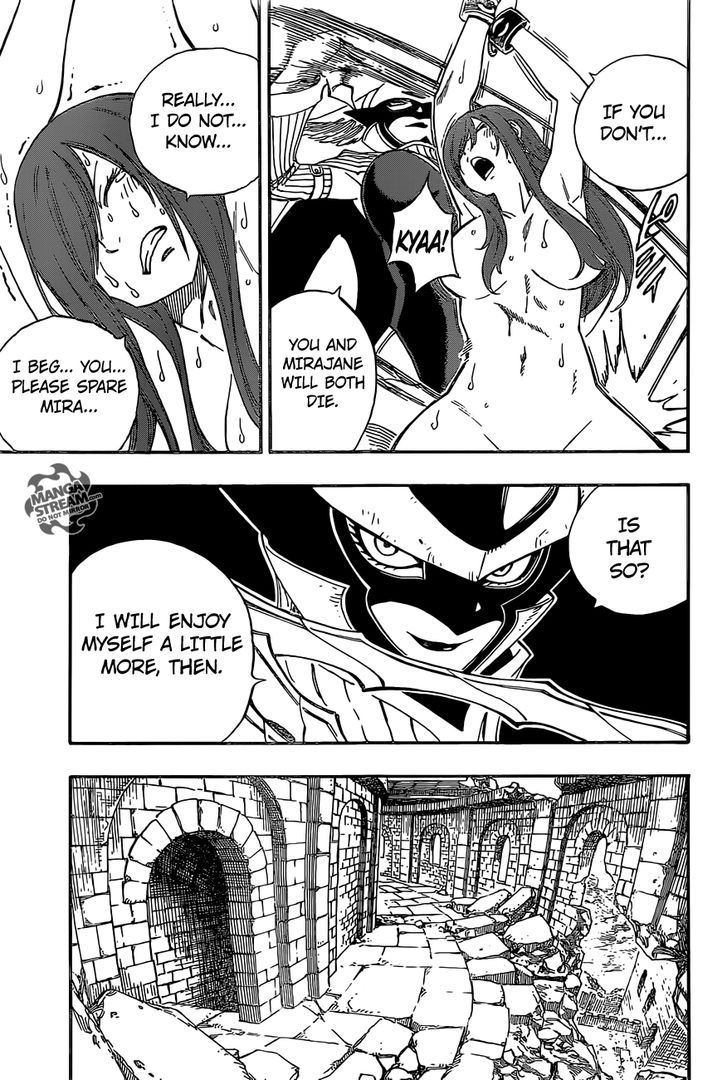 IF YOU
DON'T...
KYAA!
YOU AND
MIRAJANE
WILL BOTH
DIE.
REALLY...
I DO NOT...
KNOW...
I BEG... YOU...
PLEASE SPARE
MIRA...
MANGA
STREAM.com
DO NOT MIRROR
IS
THAT
SO?
I WILL ENJOY
MYSELF A LITTLE
MORE, THEN.